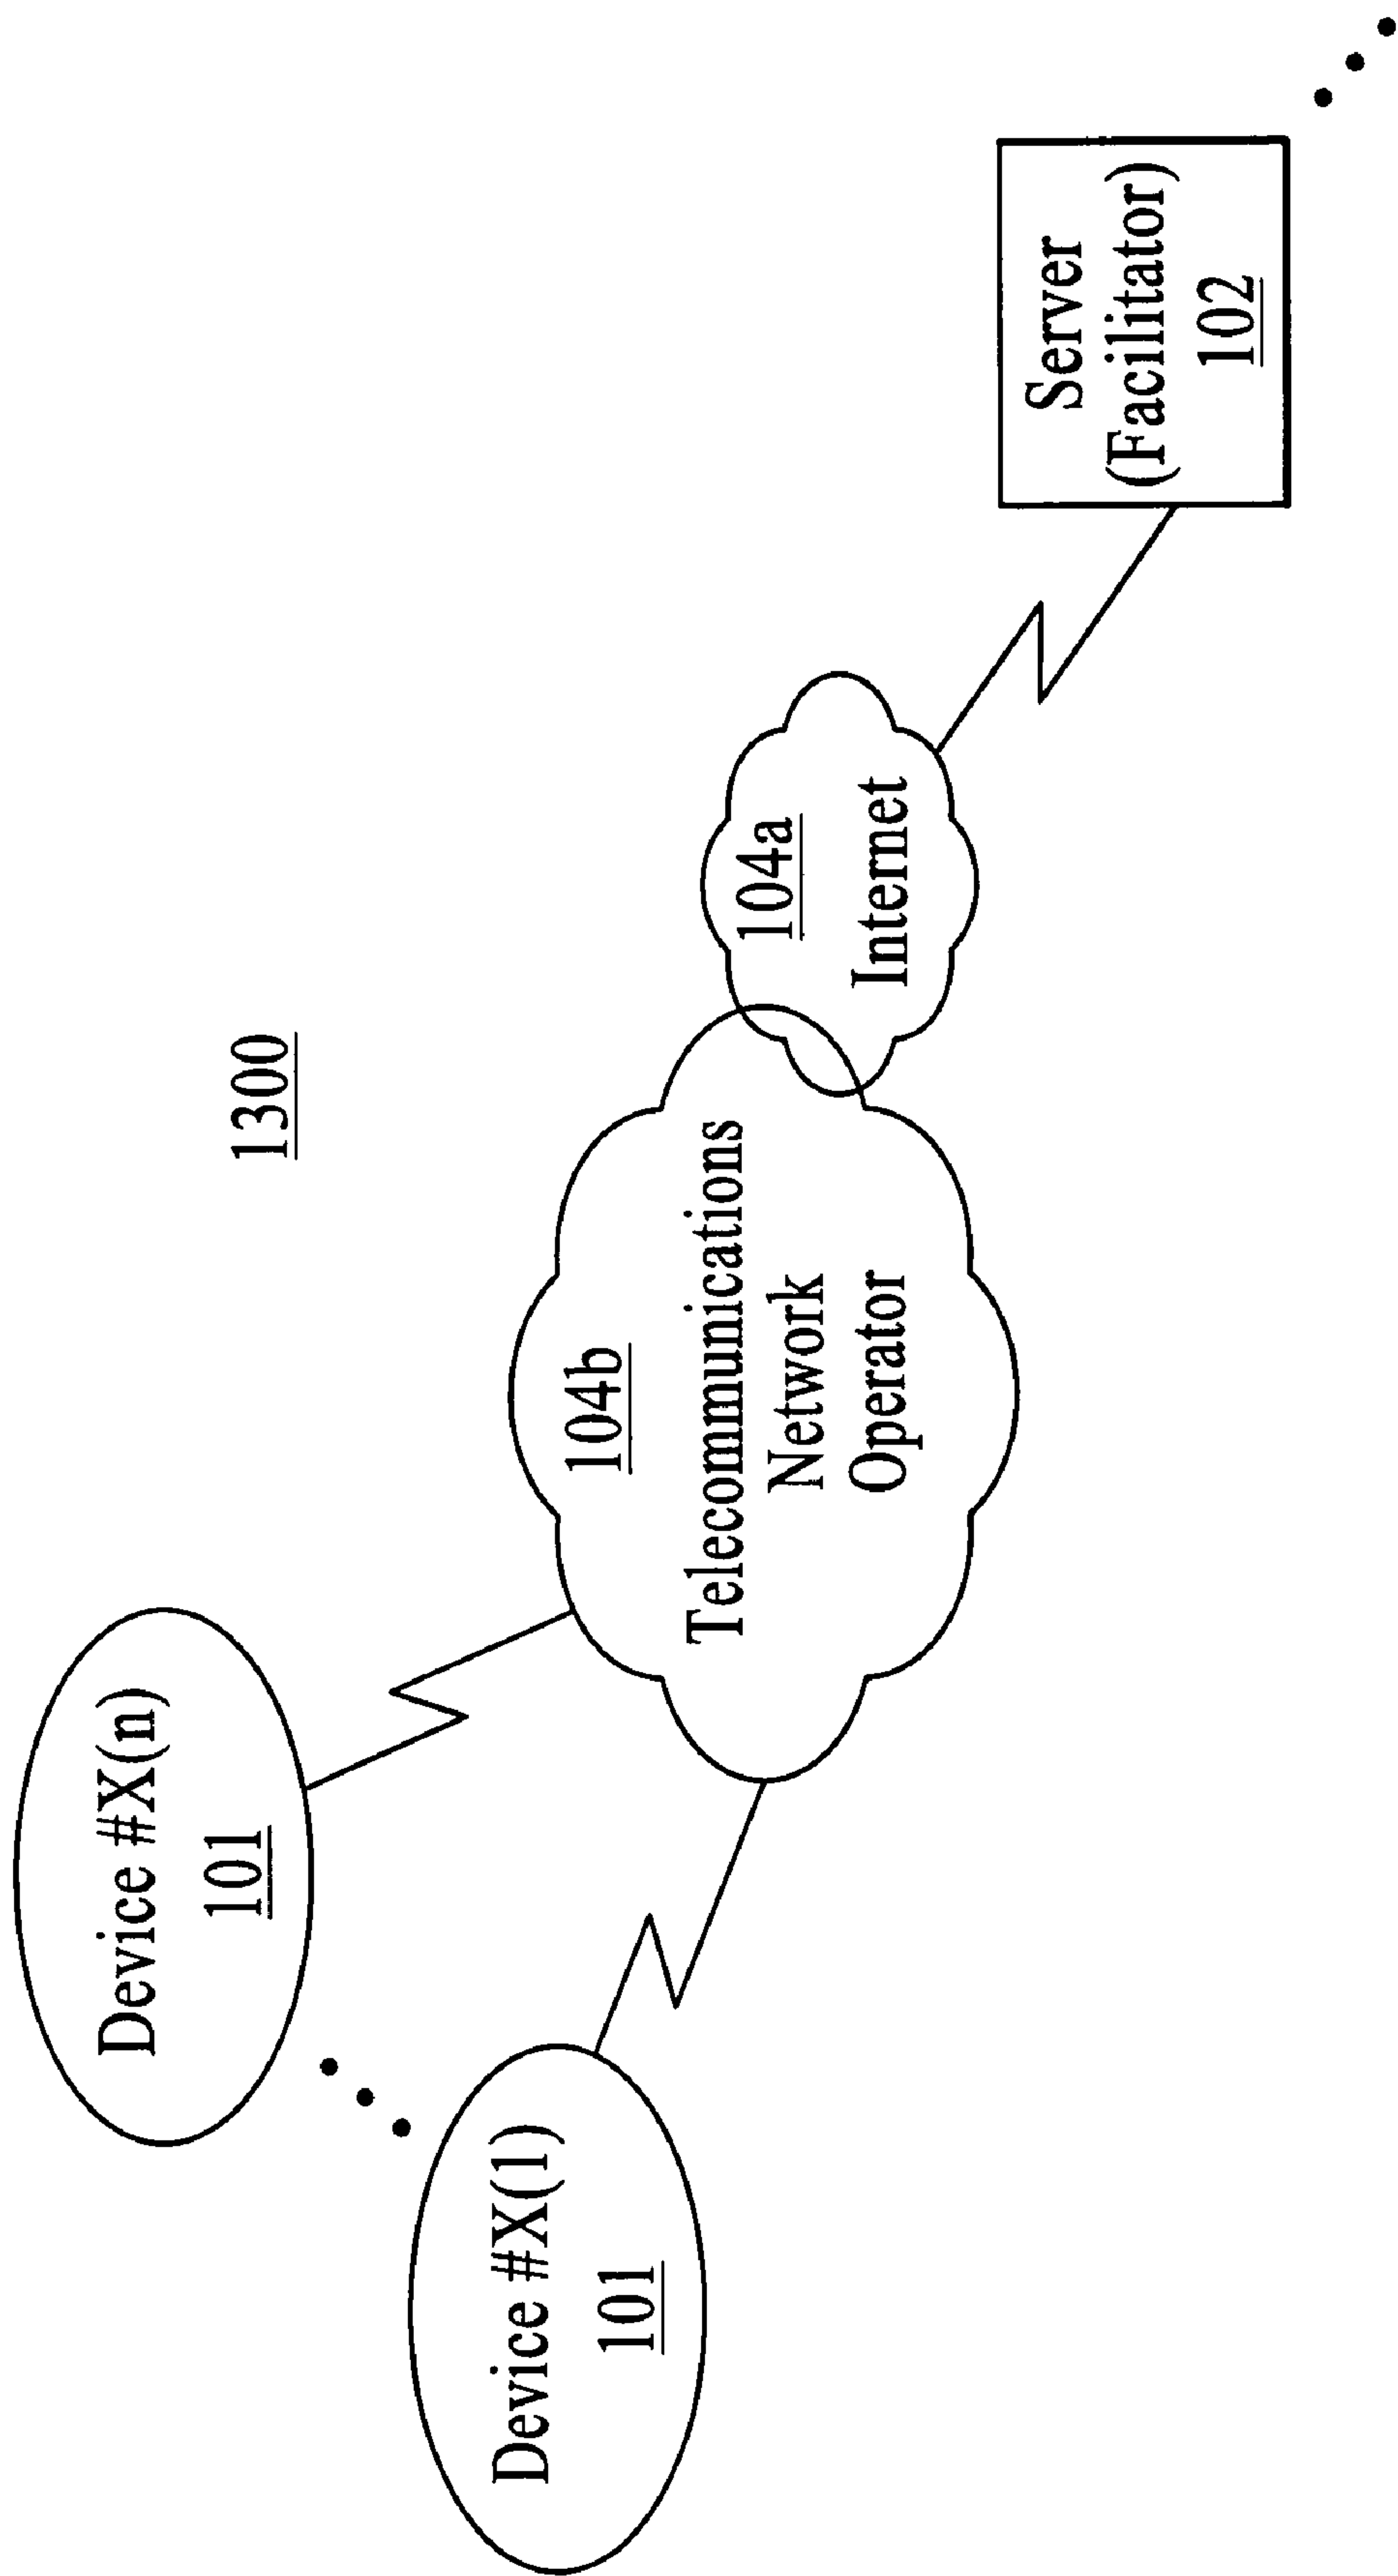 1300
Device #X(n)
101
Device #X(1)
101
104b
Telecommunications
Network
Operator
104a
Internet
Server
(Facilitator)
102